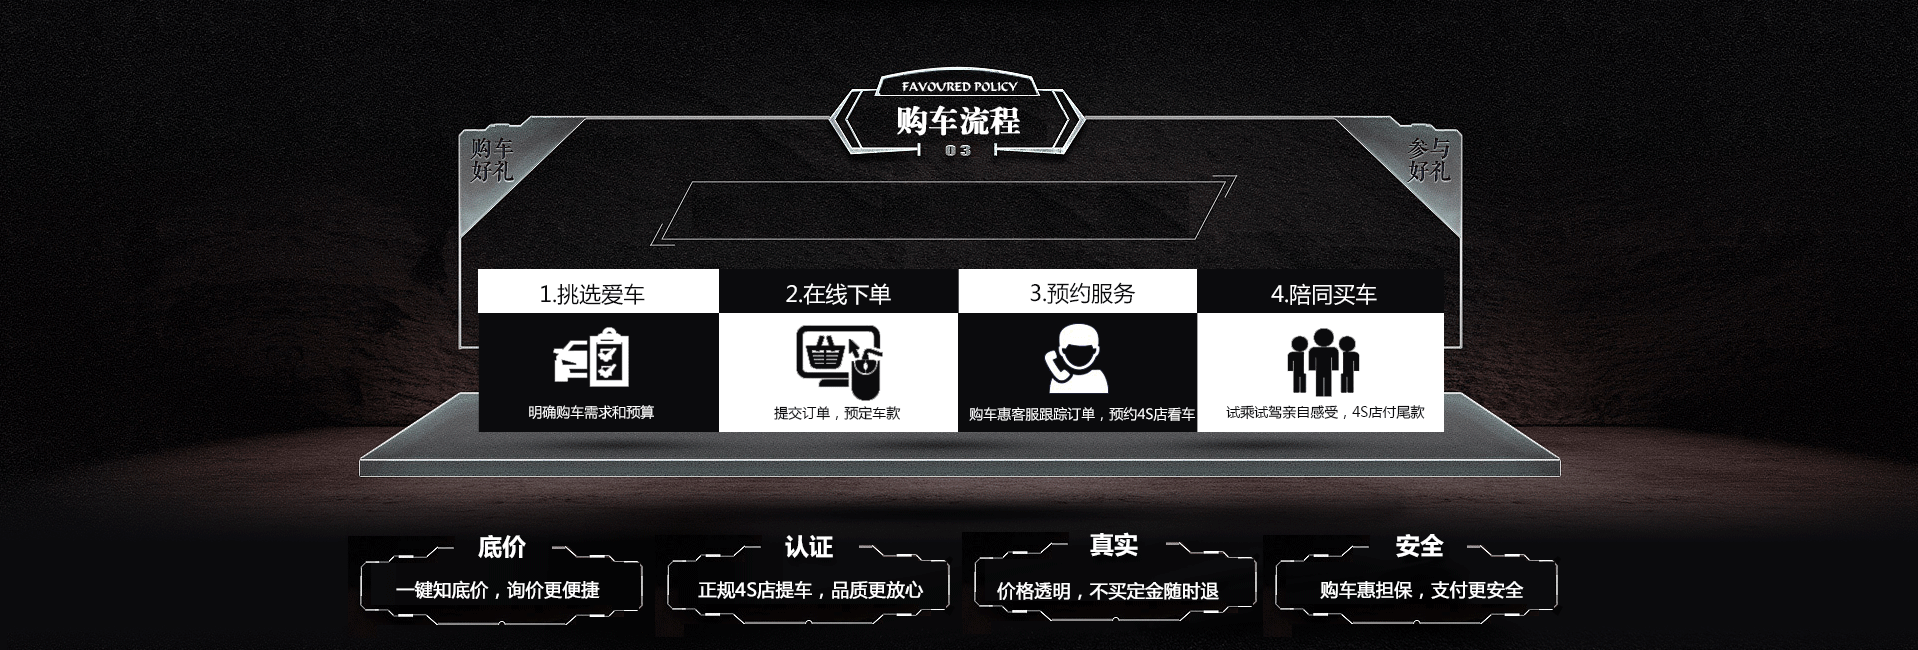 FAVOURED POLICY
购车流程
03
购车
好礼
参与
好礼
1.挑选爱车
2.在线下单
3.预约服务
4.陪同买车
明确购车需求和预算
提交订单，预定车款
购车惠客服跟踪订单，预约4S店看车
试乘试驾亲自感受，4S店付尾款
底价
认证
真实
安全
一键知底价，询价更便捷
正规4S店提车，品质更放心
价格透明，不买定金随时退
购车惠担保，支付更安全